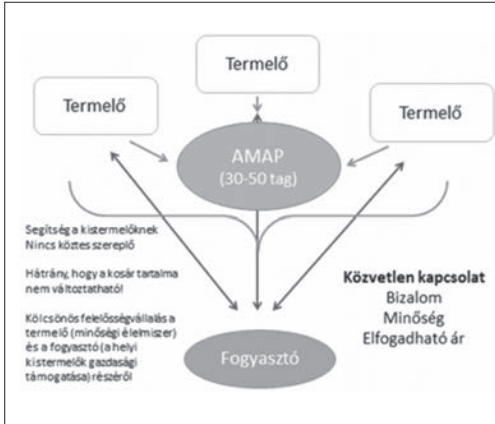 Termelő
Termelő
Termelő
AMAP
(30-50 tag)
Segítség a kistermelőknek
Nincs köztes szereplő
Hátrány, hogy a kosár tartalma
nem változtatható!
Kölcsönös felelősségvállalás a
termelő (minőségi élelmiszer)
és a fogyasztó (a helyi
kistermelők gazdasági
támogatása) részéről
Közvetlen kapcsolat
Bizalom
Minőség
Elfogadható ár
Fogyasztó